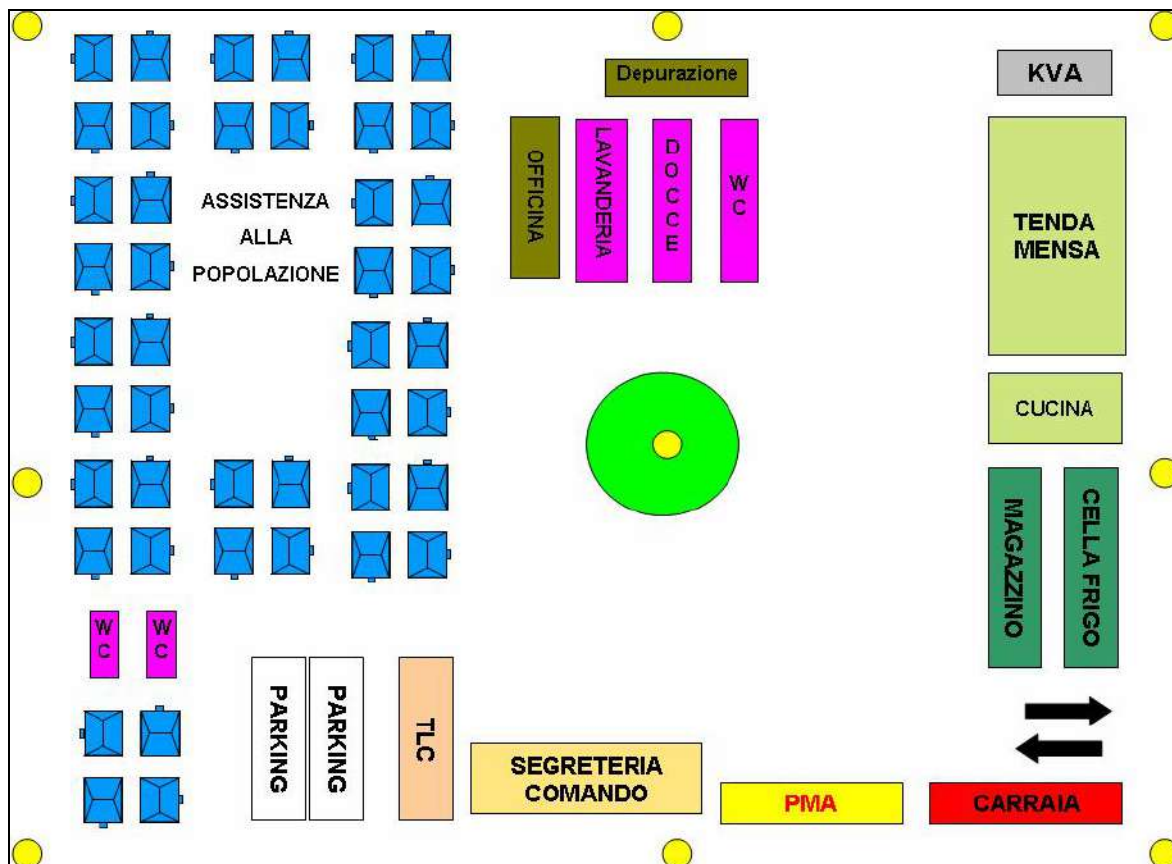 Depurazione
KVA
OFFICINA
LAVANDERIA
DOCCE
WC
ASSISTENZA
ALLA
POPOLAZIONE
TENDA
MENSA
CUCINA
MAGAZZINO
CELLA FRIGO
WC
WC
PARKING
PARKING
TLC
SEGRETERIA
COMANDO
PMA
CARRAIA